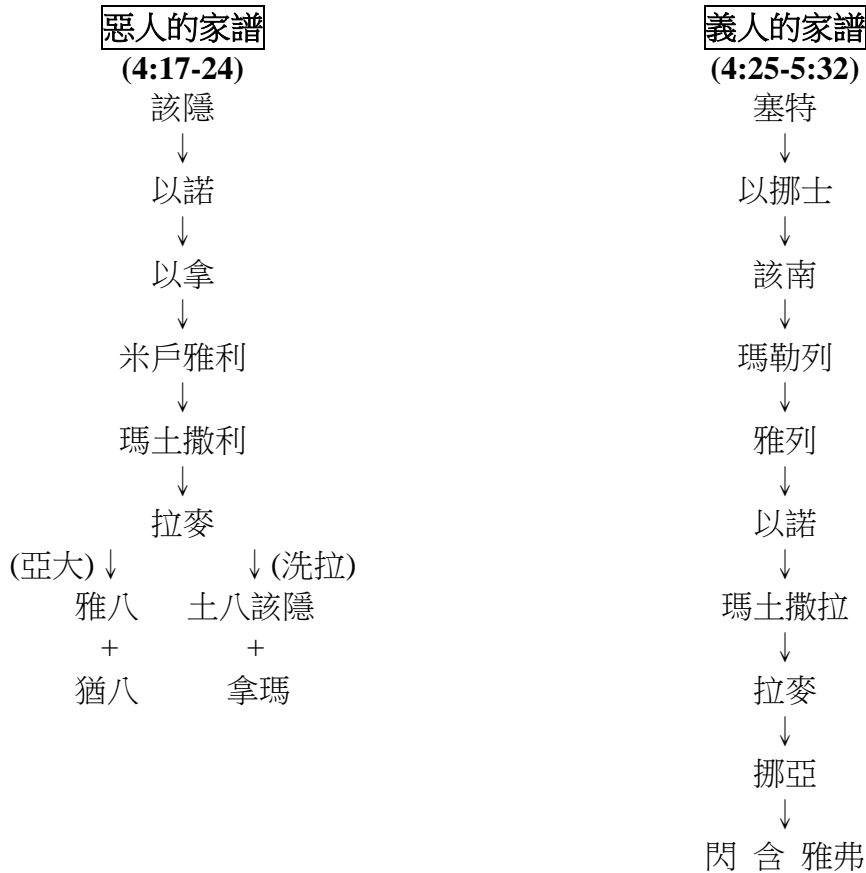 惡人的家譜 義人的家譜
(4:17-24) (4:25-5:32)
該隱 塞特
↓ ↓
以諾 以挪士
↓ ↓
以拿 該南
↓ ↓
米戶雅利 瑪勒列
↓ ↓
瑪土撒利 雅列
↓ ↓
拉麥 以諾
(亞大)↓ ↓(洗拉) ↓
雅八 土八該隱 瑪土撒拉
+ + ↓
猶八 拿瑪 拉麥
↓
挪亞
↓
閃 含 雅弗